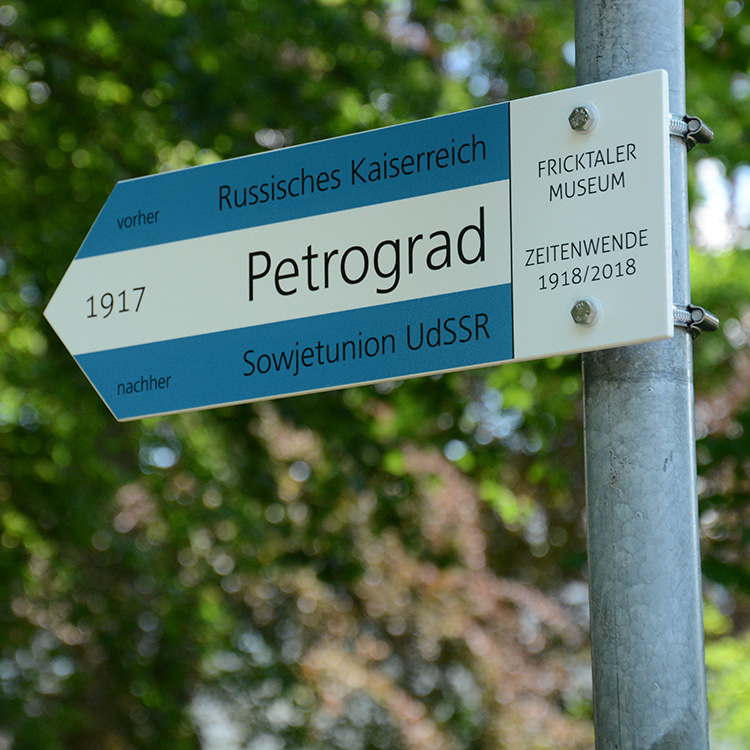 vorher Russisches Kaiserreich
1917 Petrograd
nachher Sowjetunion UdSSR
FRICKTALER
MUSEUM
ZEITENWENDE
1918/2018